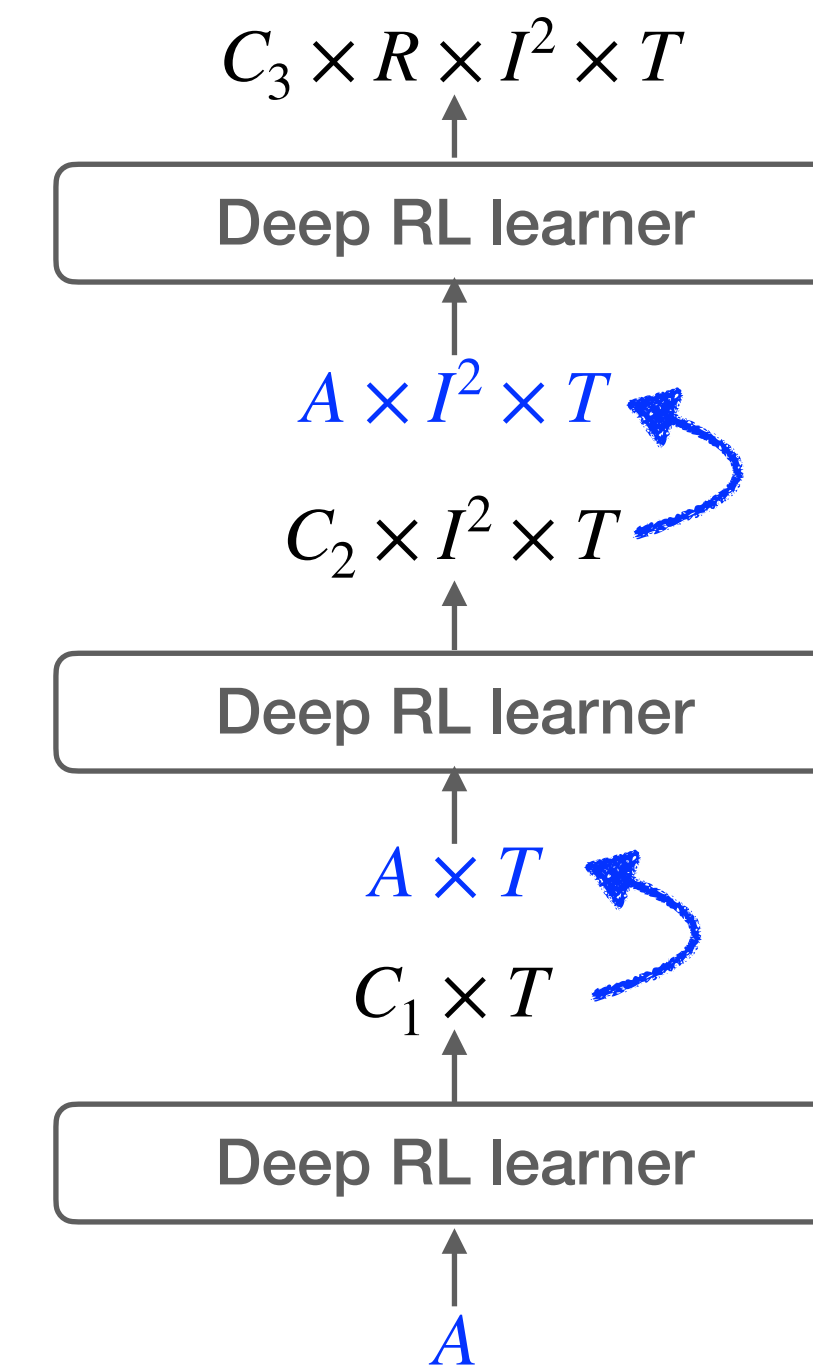 C₃ × R × I² × T
Deep RL learner
A × I² × T
C₂ × I² × T
Deep RL learner
A × T
C₁ × T
Deep RL learner
A